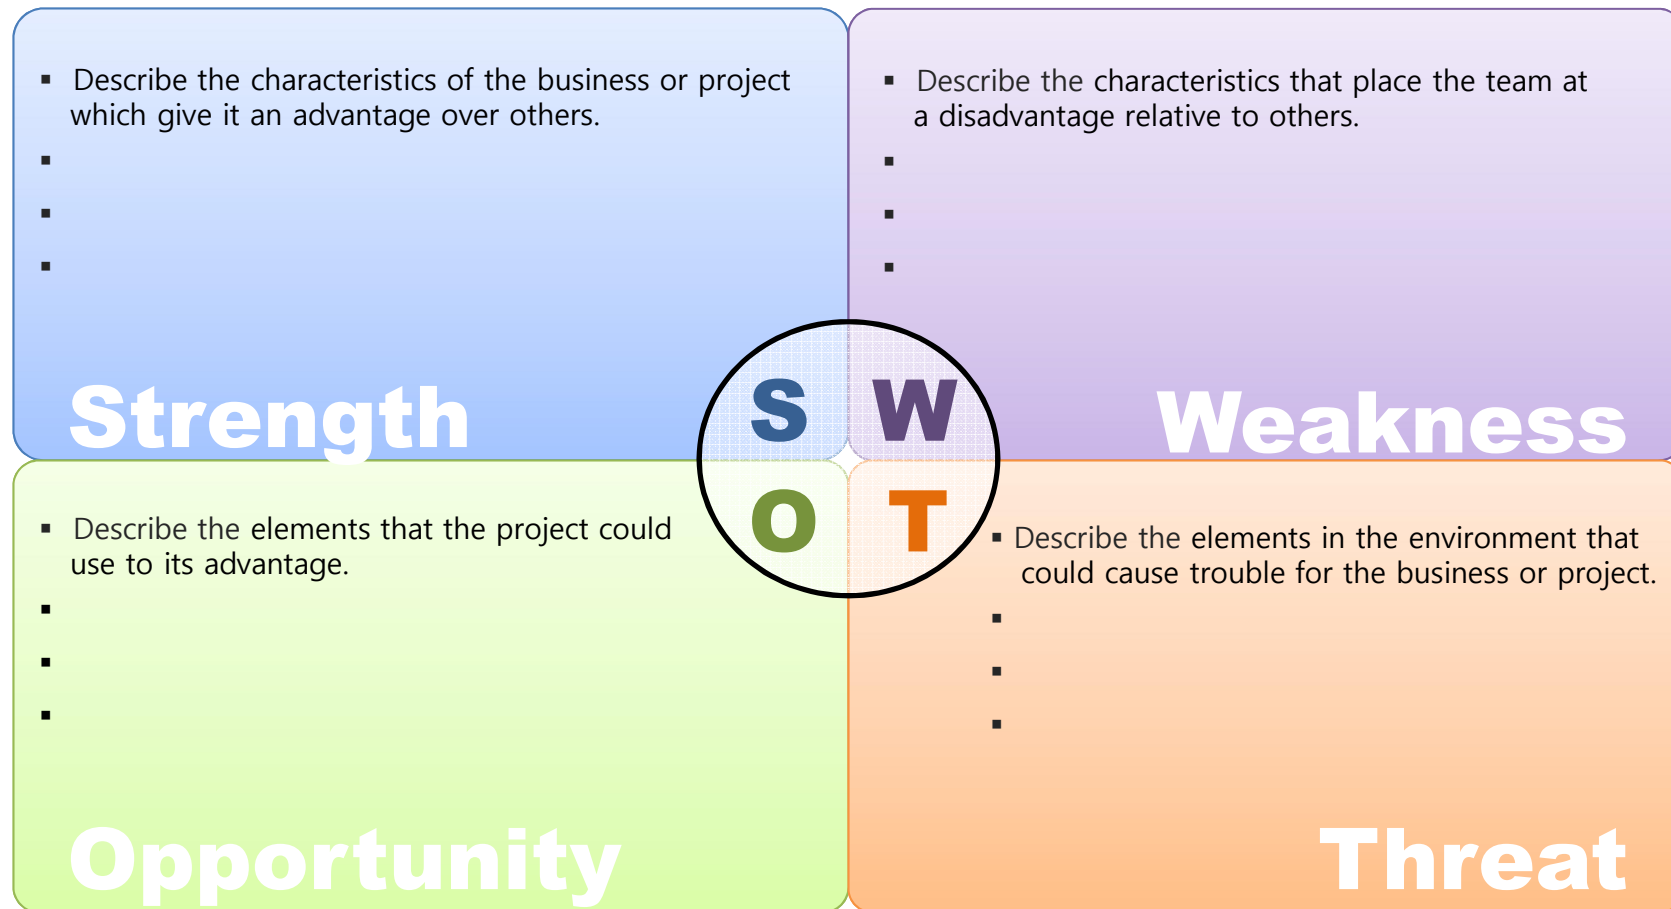 ▪ Describe the characteristics of the business or project
which give it an advantage over others.
▪
▪
▪
Strength
▪ Describe the characteristics that place the team at
a disadvantage relative to others.
▪
▪
▪
Weakness
S W
O T
▪ Describe the elements that the project could
use to its advantage.
▪
▪
▪
Opportunity
▪ Describe the elements in the environment that
could cause trouble for the business or project.
▪
▪
▪
Threat